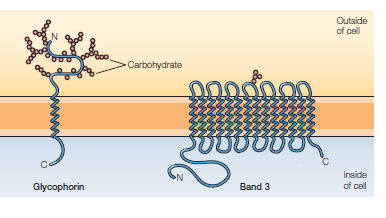 Outside
of cell
N
Carbohydrate
C
N
C
Inside
of cell
Glycophorin
Band 3